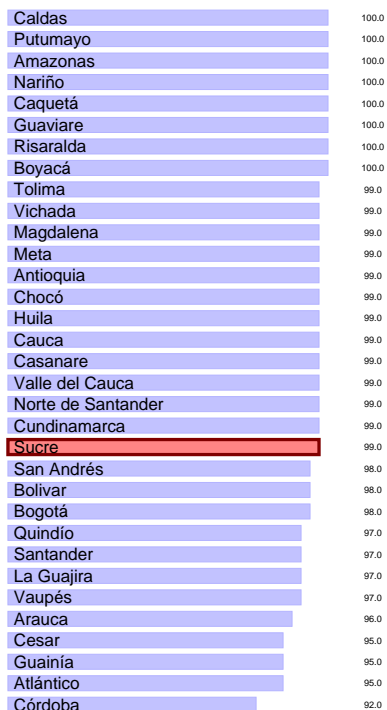 Caldas 100.0
Putumayo 100.0
Amazonas 100.0
Nariño 100.0
Caquetá 100.0
Guaviare 100.0
Risaralda 100.0
Boyacá 100.0
Tolima 99.0
Vichada 99.0
Magdalena 99.0
Meta 99.0
Antioquia 99.0
Chocó 99.0
Huila 99.0
Cauca 99.0
Casanare 99.0
Valle del Cauca 99.0
Norte de Santander 99.0
Cundinamarca 99.0
Sucre 99.0
San Andrés 98.0
Bolivar 98.0
Bogotá 98.0
Quindío 97.0
Santander 97.0
La Guajira 97.0
Vaupés 97.0
Arauca 96.0
Cesar 95.0
Guainía 95.0
Atlántico 95.0
Córdoba 92.0